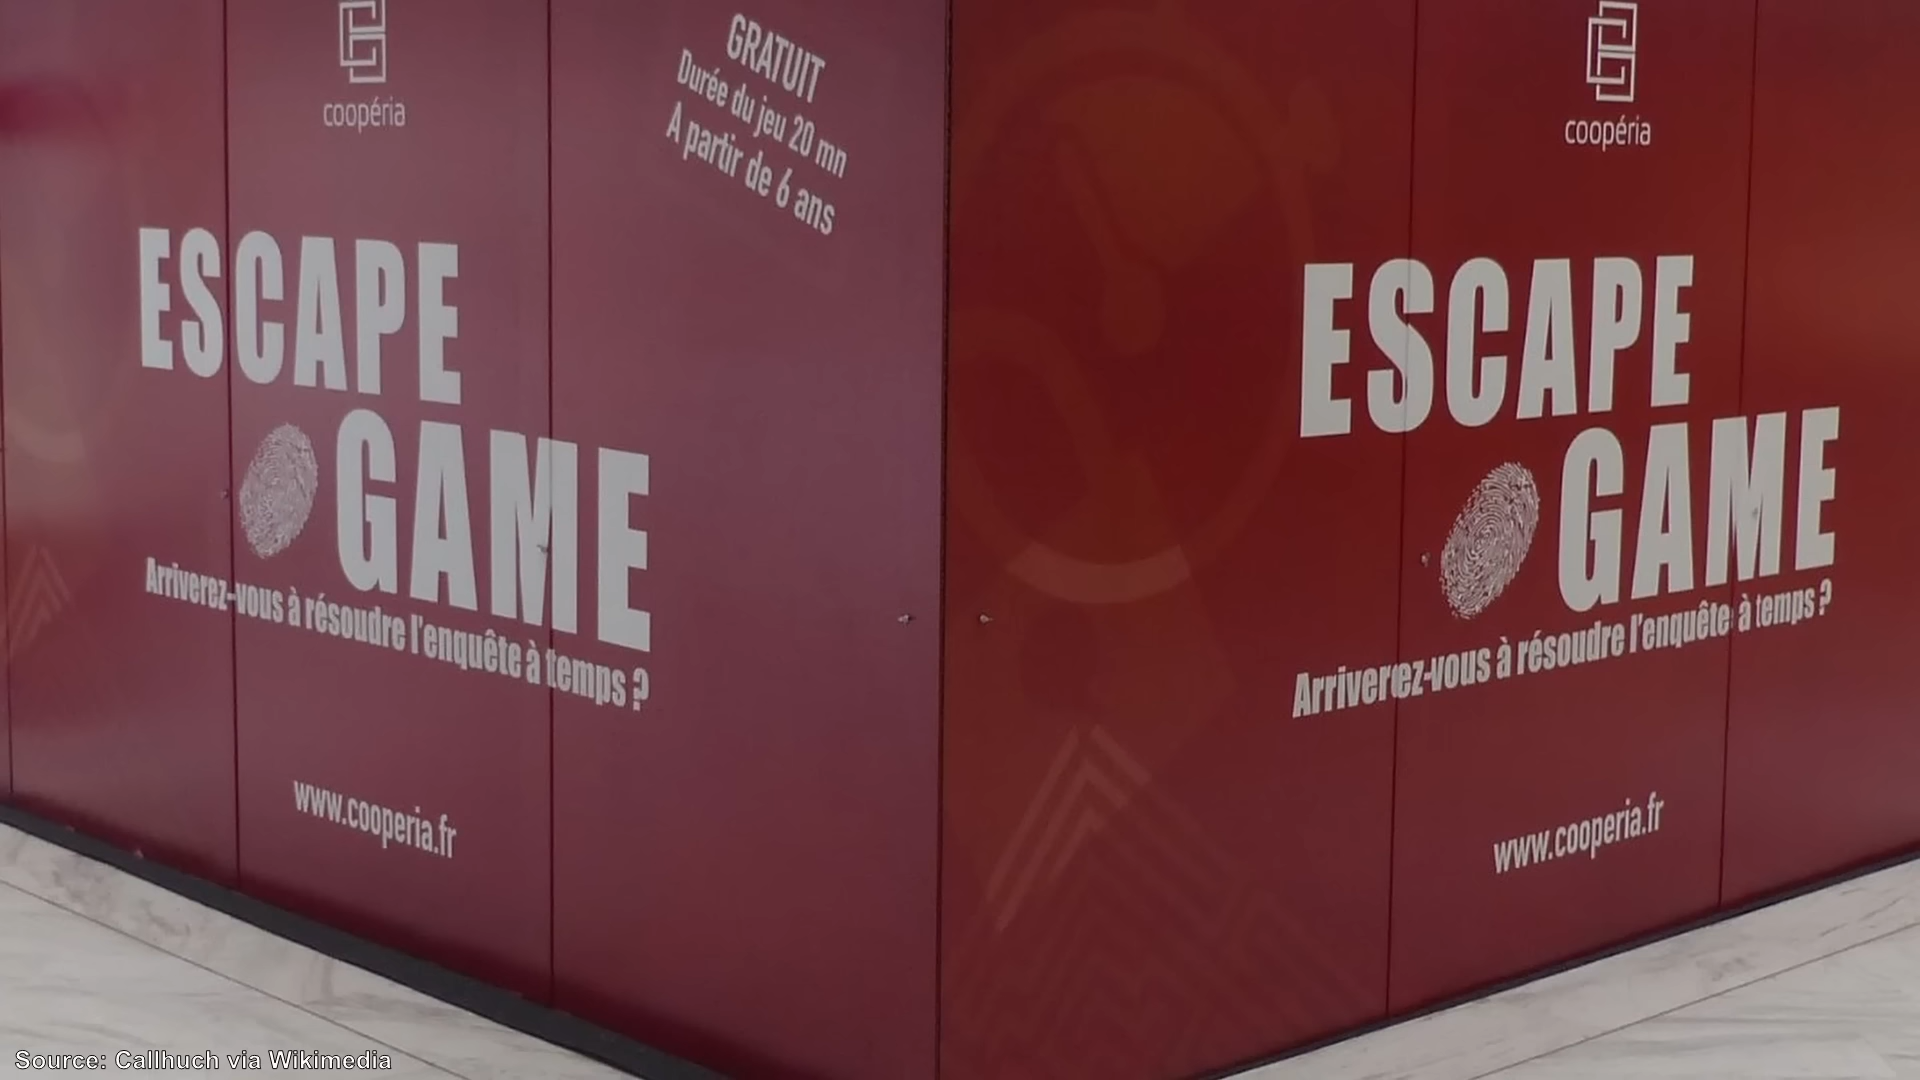 coopéria
GRATUIT
Durée du jeu 20 mn
A partir de 6 ans
ESCAPE
GAME
Arriverez-vous à résoudre l'enquête à temps ?
www.cooperia.fr
coopéria
ESCAPE
GAME
Arriverez-vous à résoudre l'enquête à temps ?
www.cooperia.fr
Source: Callhuch via Wikimedia